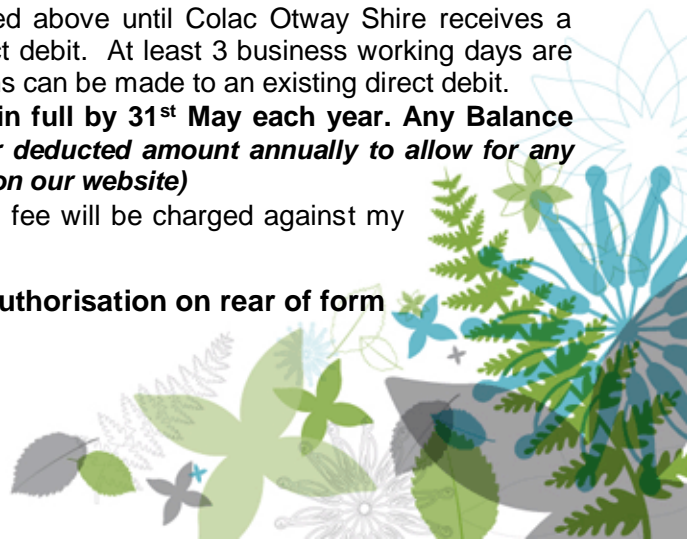 ed above until Colac Otway Shire receives a
ct debit. At least 3 business working days are
ns can be made to an existing direct debit.
in full by 31st May each year. Any Balance
r deducted amount annually to allow for any
on our website)
fee will be charged against my
uthorisation on rear of form